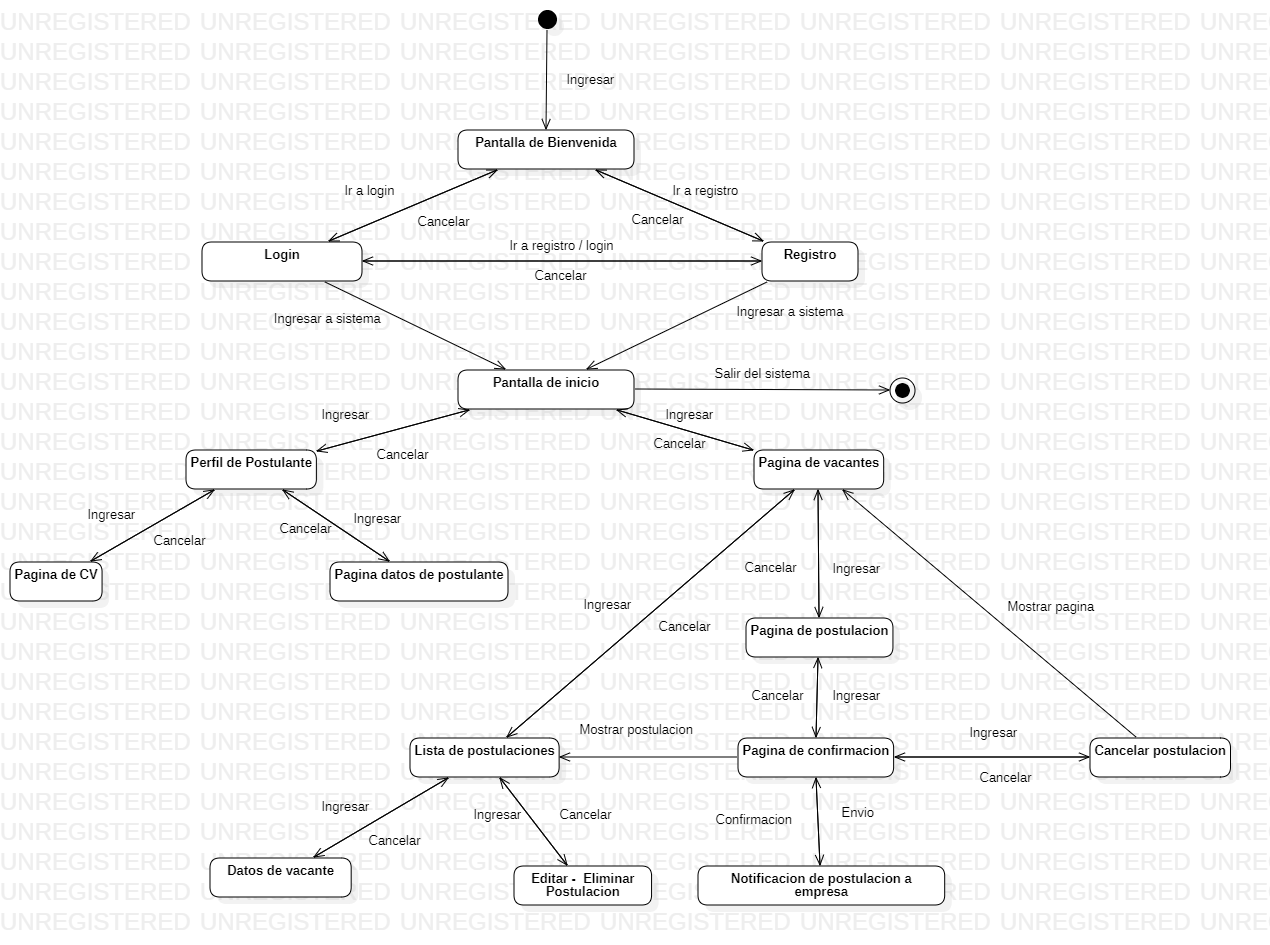 Ingresar
Pantalla de Bienvenida
Ir a login
Ir a registro
Cancelar
Cancelar
Login
Ir a registro / login
Registro
Cancelar
Ingresar a sistema
Ingresar a sistema
Pantalla de inicio
Salir del sistema
Ingresar
Ingresar
Cancelar
Cancelar
Perfil de Postulante
Pagina de vacantes
Ingresar
Cancelar
Cancelar
Ingresar
Pagina de CV
Pagina datos de postulante
Cancelar
Ingresar
Ingresar
Cancelar
Mostrar pagina
Pagina de postulacion
Cancelar
Ingresar
Mostrar postulacion
Ingresar
Lista de postulaciones
Pagina de confirmacion
Cancelar postulacion
Cancelar
Ingresar
Cancelar
Ingresar
Cancelar
Confirmacion
Envio
Datos de vacante
Editar - Eliminar
Postulacion
Notificacion de postulacion a
empresa
UNREGISTERED